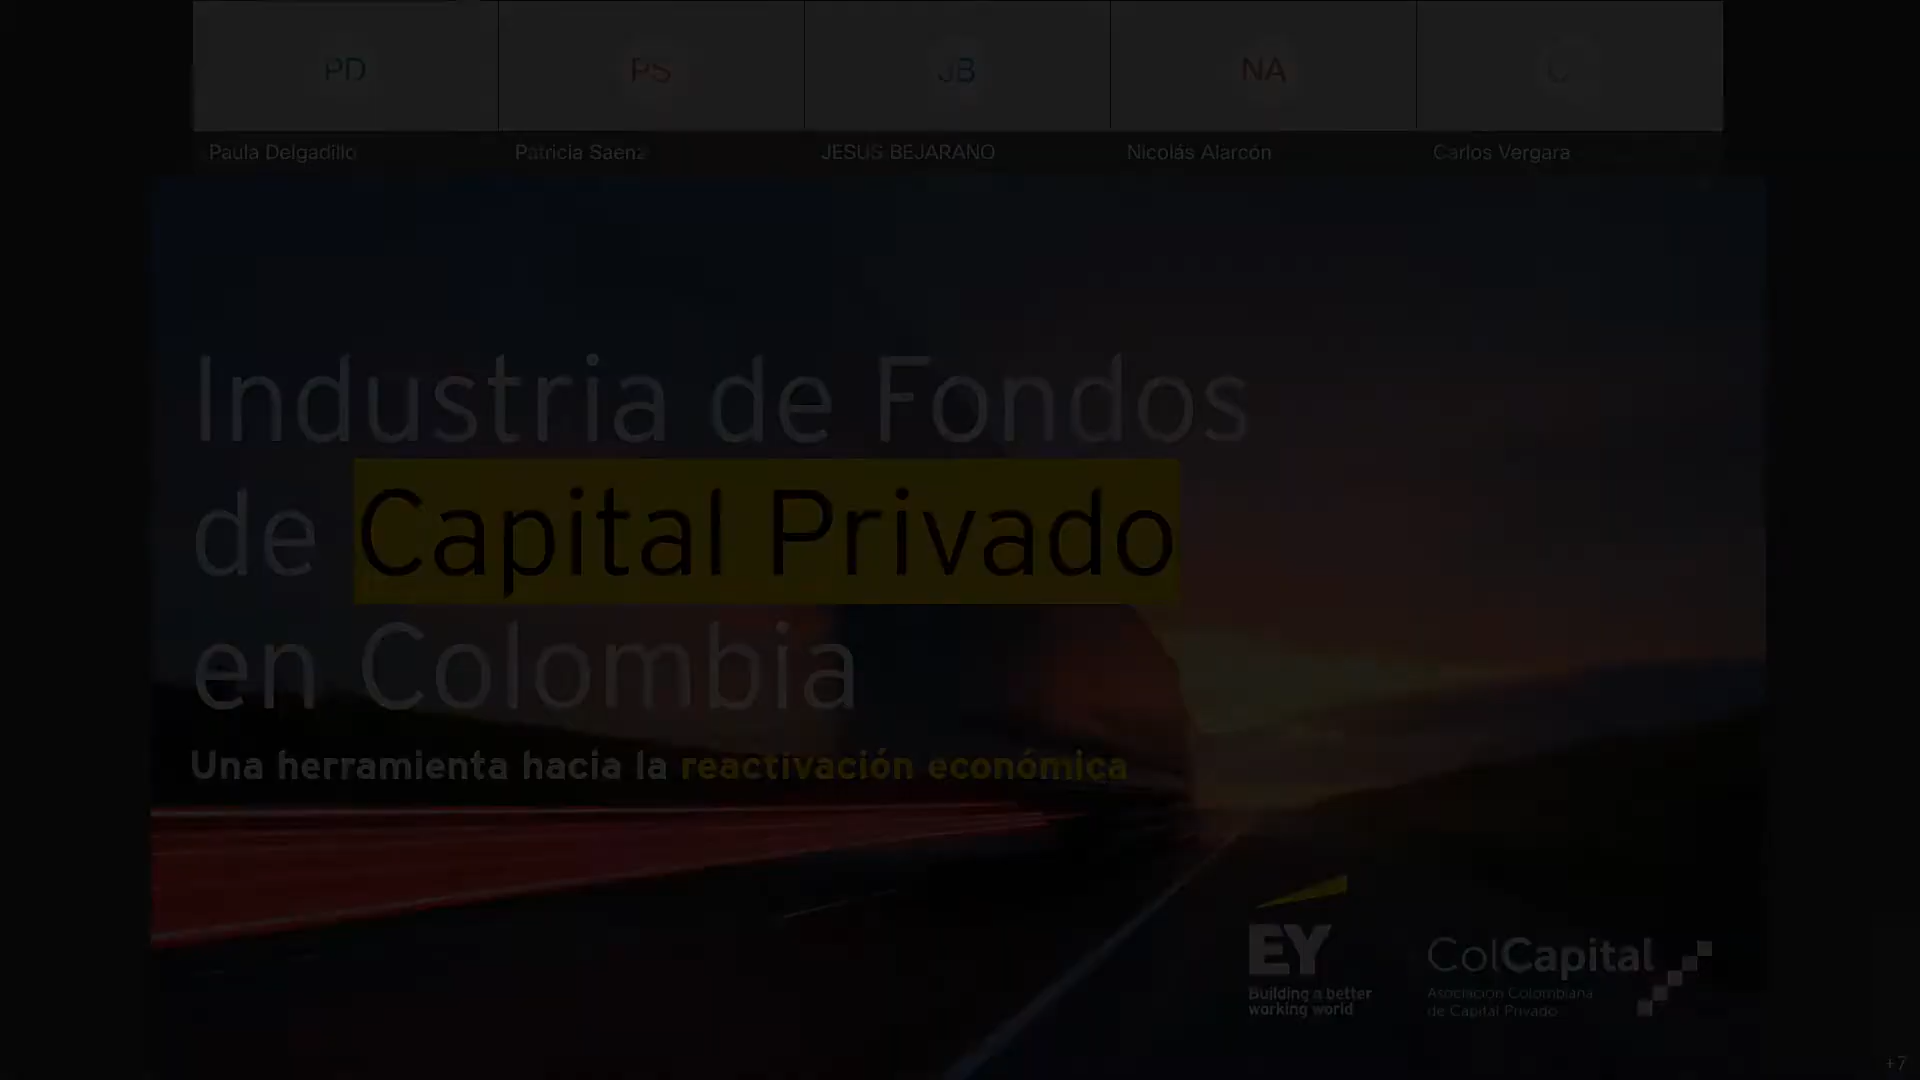 PD
PS
JB
NA
Paula Delgadillo
Patricia Saenz
JESUS BEJARANO
Nicolás Alarcón
Carlos Vergara
Industria de Fondos
de Capital Privado
en Colombia
Una herramienta hacia la reactivación económica
EY
Building a better
working world
ColCapital
Asociación Colombiana
de Capital Privado
+7